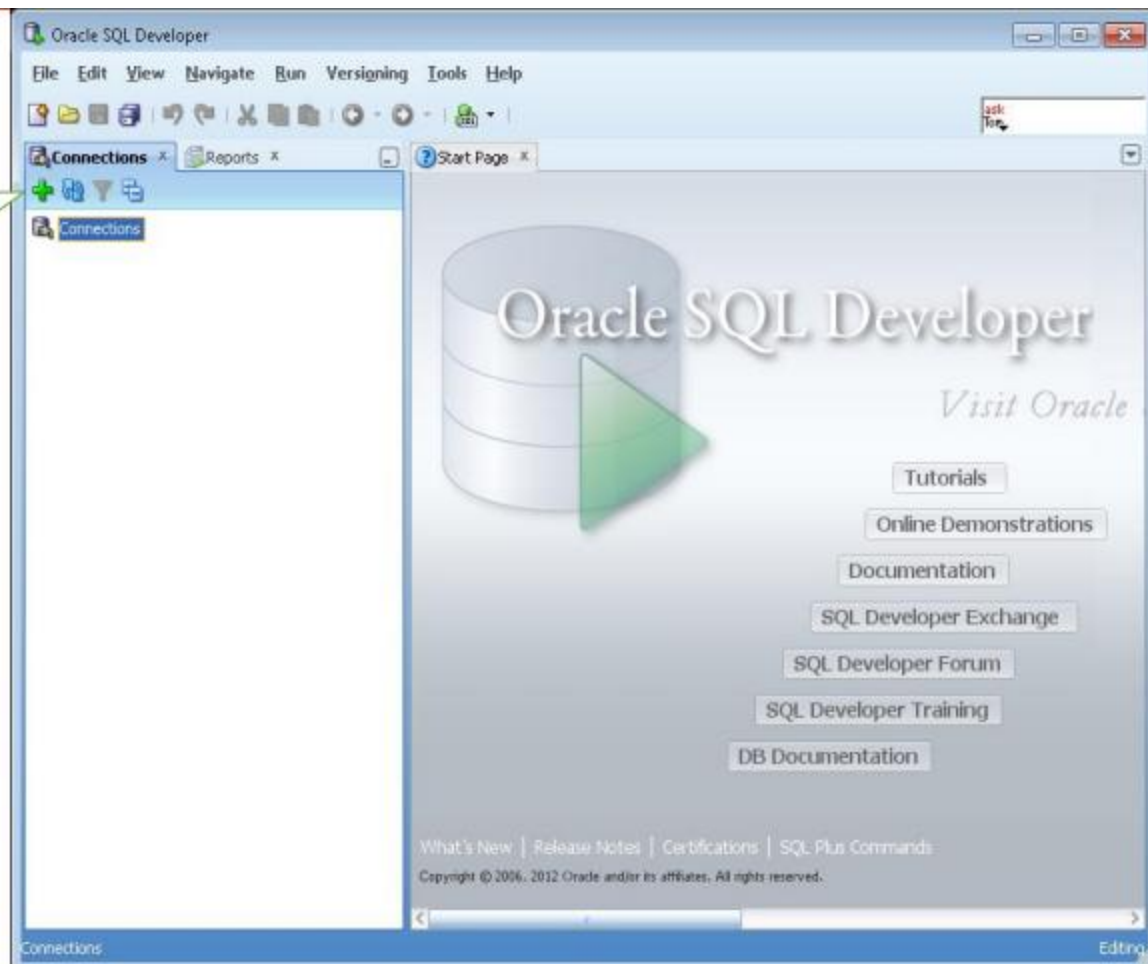 Oracle SQL Developer
File Edit View Navigate Run Versioning Tools Help
ask
Tom
Connections Reports Start Page
Connections
Oracle SQL Developer
Visit Oracle
Tutorials
Online Demonstrations
Documentation
SQL Developer Exchange
SQL Developer Forum
SQL Developer Training
DB Documentation
What's New | Release Notes | Certifications | SQL Plus Commands
Copyright © 2006, 2012 Oracle and/or its affiliates. All rights reserved.
Connections Editing